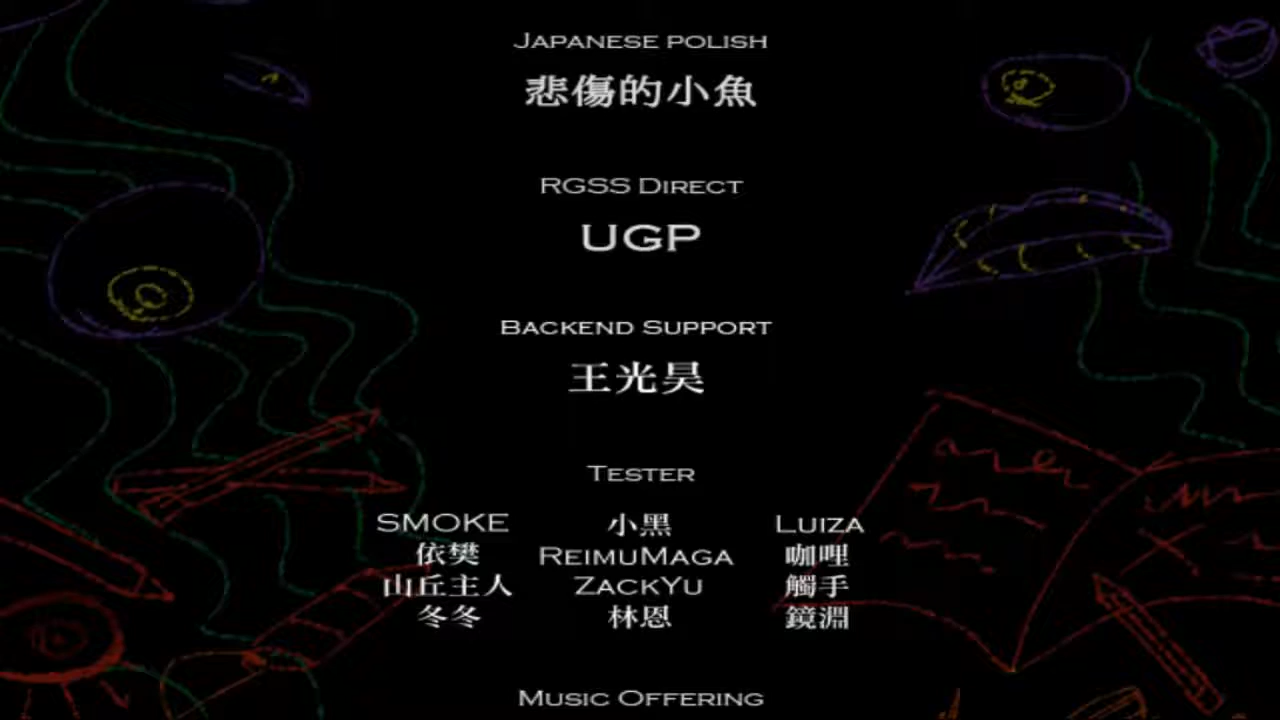 Japanese polish
悲傷的小魚
RGSS Direct
UGP
Backend Support
王光昊
Tester
SMOKE 小黑 Luiza
依樊 ReimuMaga 咖哩
山丘主人 ZackYu 觸手
冬冬 林恩 鏡淵
Music Offering